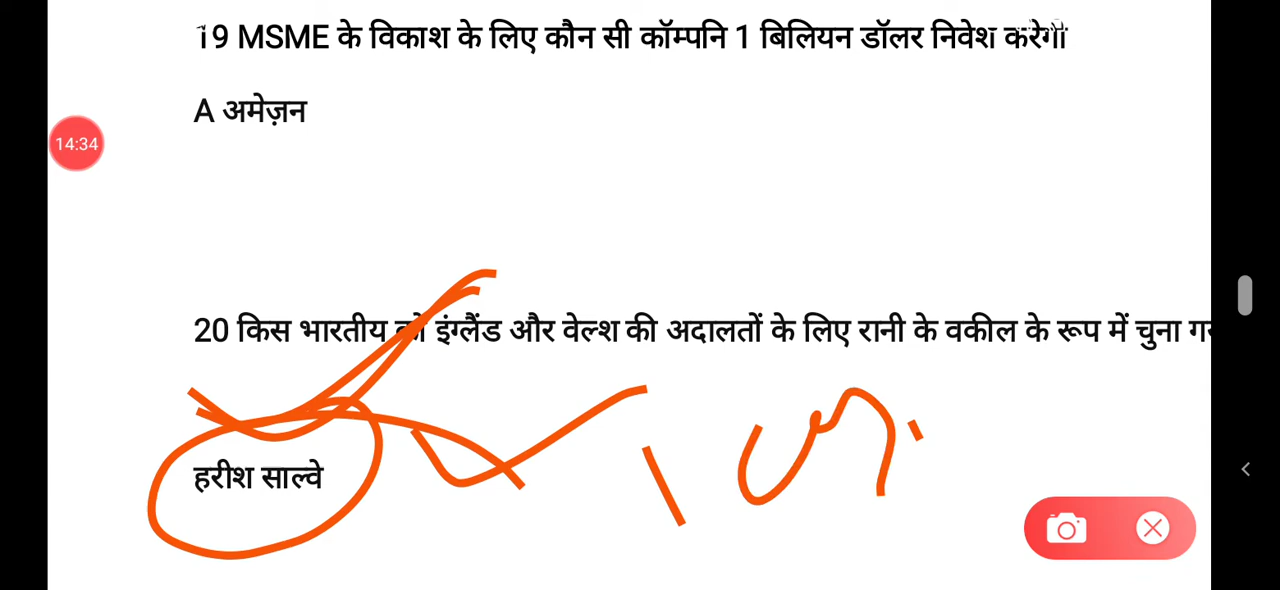 19 MSME के विकाश के लिए कौन सी कॉम्पनि 1 बिलियन डॉलर निवेश करेगी
A अमेज़न
14:34
20 किस भारतीय को इंग्लैंड और वेल्श की अदालतों के लिए रानी के वकील के रूप में चुना
हरीश साल्वे